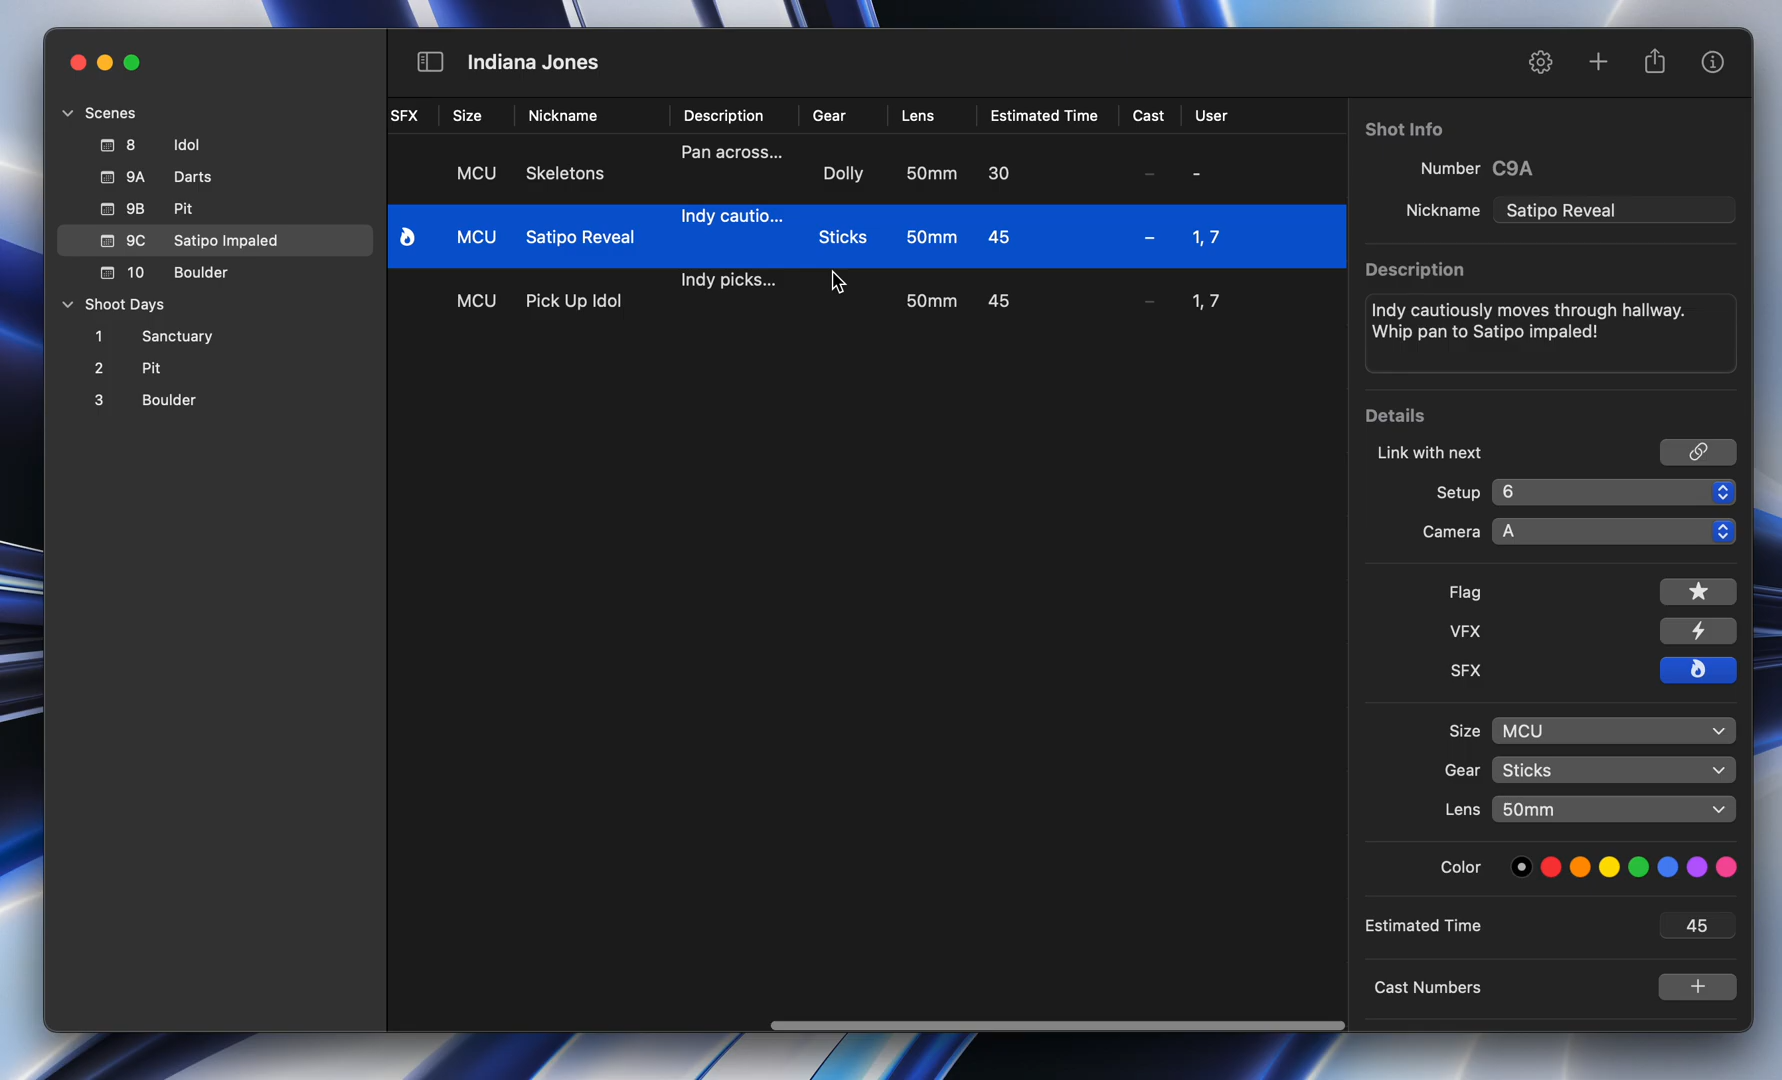 Indiana Jones
Scenes
8 Idol
9A Darts
9B Pit
9C Satipo Impaled
10 Boulder
Shoot Days
1 Sanctuary
2 Pit
3 Boulder
SFX Size Nickname Description Gear Lens Estimated Time Cast User
MCU Skeletons Pan across... Dolly 50mm 30 – -
MCU Satipo Reveal Indy cautio... Sticks 50mm 45 – 1, 7
MCU Pick Up Idol Indy picks... 50mm 45 – 1, 7
Shot Info
Number C9A
Nickname Satipo Reveal
Description
Indy cautiously moves through hallway.
Whip pan to Satipo impaled!
Details
Link with next
Setup 6
Camera A
Flag
VFX
SFX
Size MCU
Gear Sticks
Lens 50mm
Color
Estimated Time 45
Cast Numbers +